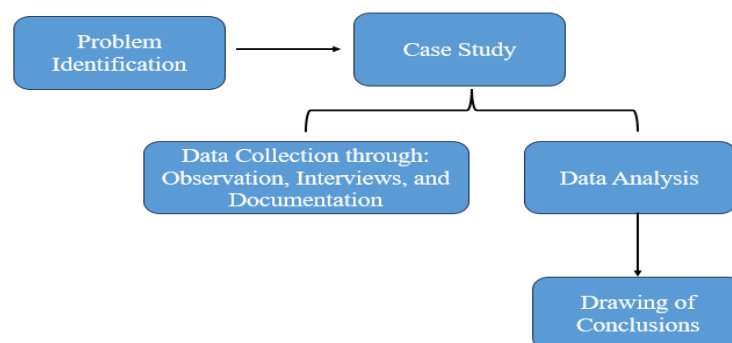 Problem
Identification
Case Study
Data Collection through:
Observation, Interviews, and
Documentation
Data Analysis
Drawing of
Conclusions